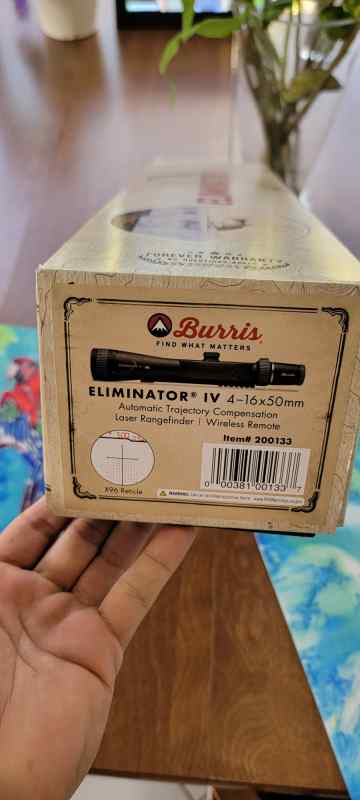 FOREVER WARRANTY
Burris
FIND WHAT MATTERS
ELIMINATOR® IV 4-16x50mm
Automatic Trajectory Compensation
Laser Rangefinder | Wireless Remote
Item# 200133
X96 Reticle
WARNING:
0 00381 00133 7